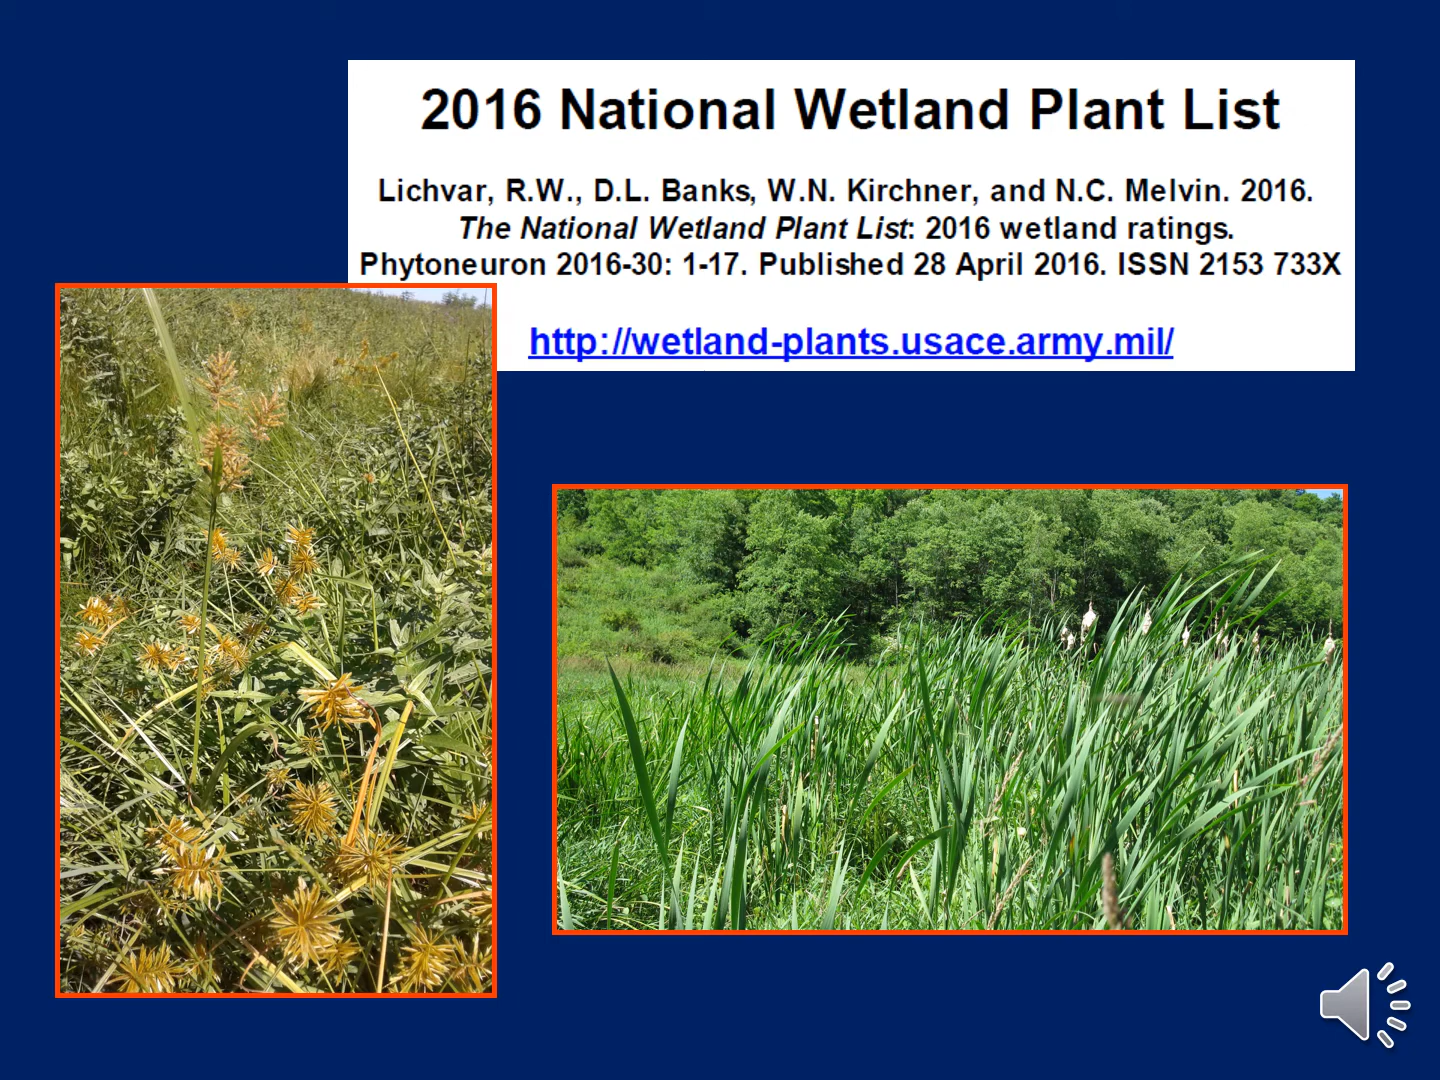 2016 National Wetland Plant List
Lichvar, R.W., D.L. Banks, W.N. Kirchner, and N.C. Melvin. 2016.
The National Wetland Plant List: 2016 wetland ratings.
Phytoneuron 2016-30: 1-17. Published 28 April 2016. ISSN 2153 733X
http://wetland-plants.usace.army.mil/